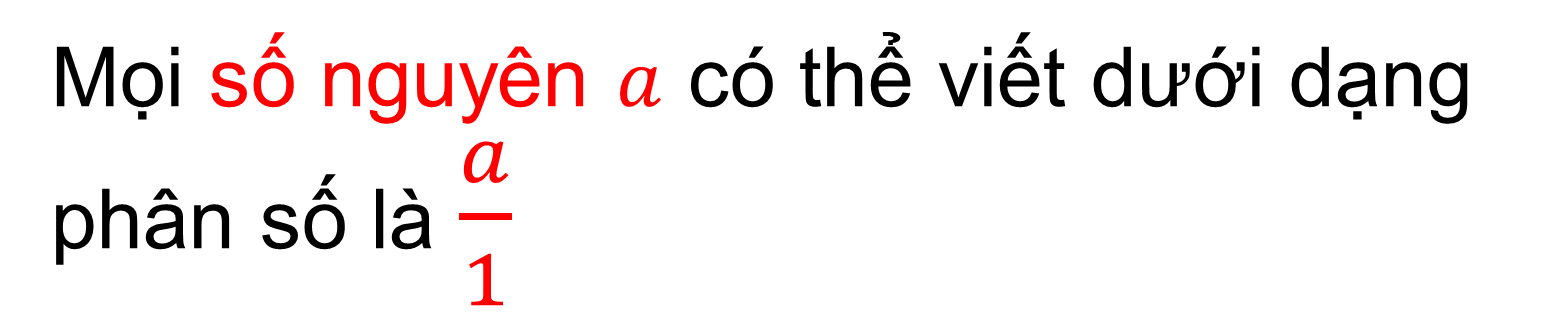 Mọi số nguyên a có thể viết dưới dạng
phân số là a/1